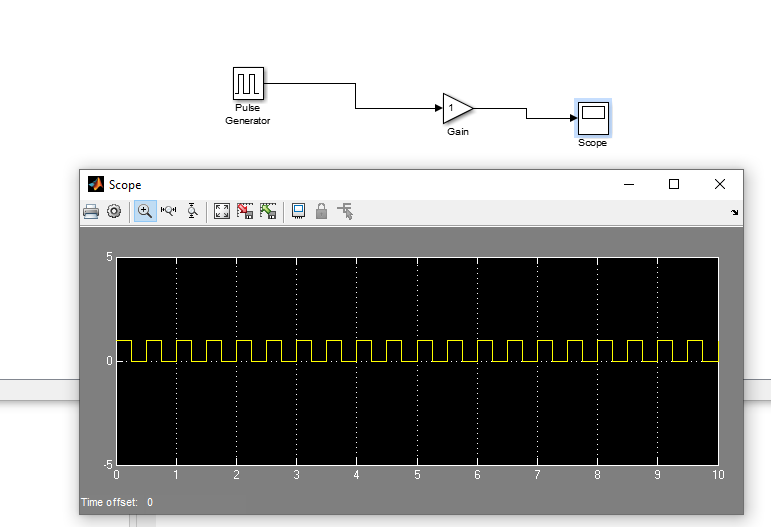 Pulse
Generator
1
Gain
Scope
Scope
5
0
-5
0 1 2 3 4 5 6 7 8 9 10
Time offset: 0